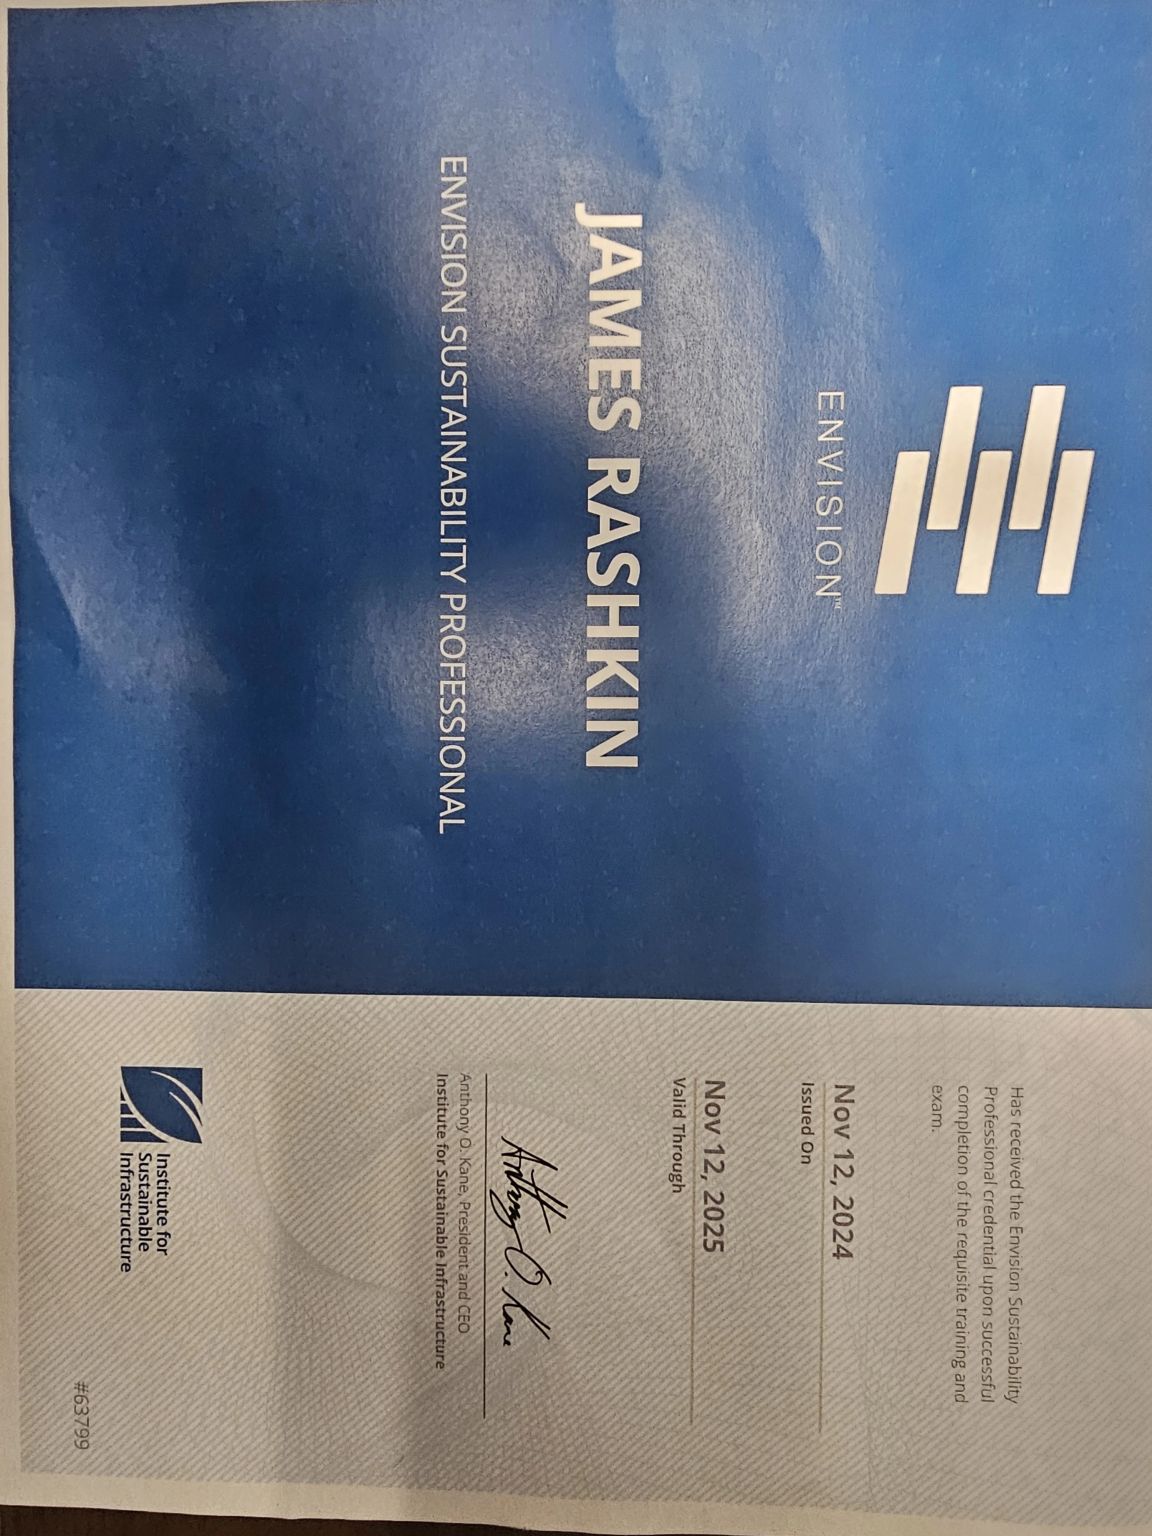 ENVISION™
JAMES RASHKIN
ENVISION SUSTAINABILITY PROFESSIONAL
Has received the Envision Sustainability
Professional credential upon successful
completion of the requisite training and
exam.
Nov 12, 2024
Issued On
Nov 12, 2025
Valid Through
Anthony O. Kane
Anthony O. Kane, President and CEO
Institute for Sustainable Infrastructure
Institute for
Sustainable
Infrastructure
#63799